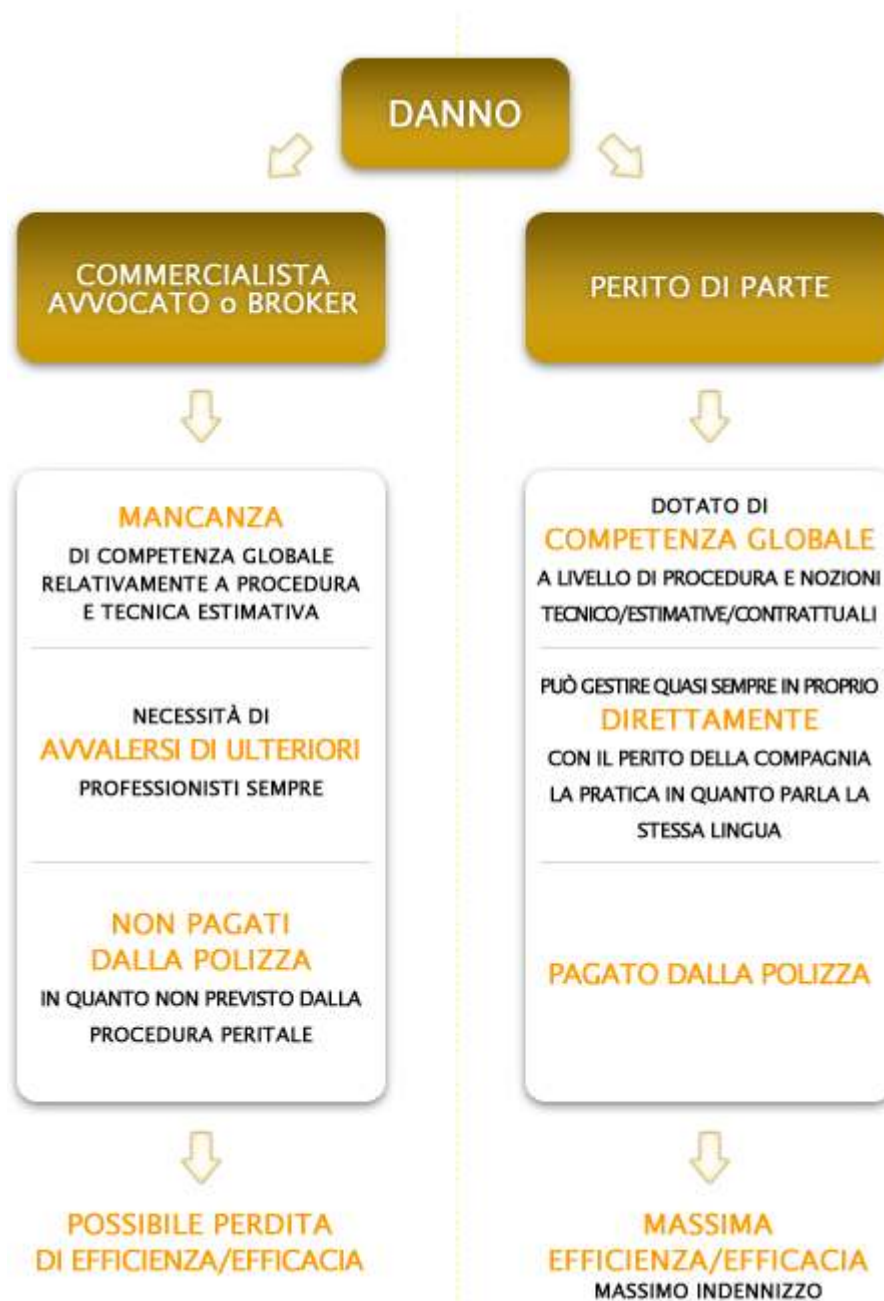 DANNO
COMMERCIALISTA
AVVOCATO o BROKER
MANCANZA
DI COMPETENZA GLOBALE
RELATIVAMENTE A PROCEDURA
E TECNICA ESTIMATIVA
NECESSITÀ DI
AVVALERSI DI ULTERIORI
PROFESSIONISTI SEMPRE
NON PAGATI
DALLA POLIZZA
IN QUANTO NON PREVISTO DALLA
PROCEDURA PERITALE
POSSIBILE PERDITA
DI EFFICIENZA/EFFICACIA
PERITO DI PARTE
DOTATO DI
COMPETENZA GLOBALE
A LIVELLO DI PROCEDURA E NOZIONI
TECNICO/ESTIMATIVE/CONTRATTUALI
PUÒ GESTIRE QUASI SEMPRE IN PROPRIO
DIRETTAMENTE
CON IL PERITO DELLA COMPAGNIA
LA PRATICA IN QUANTO PARLA LA
STESSA LINGUA
PAGATO DALLA POLIZZA
MASSIMA
EFFICIENZA/EFFICACIA
MASSIMO INDENNIZZO